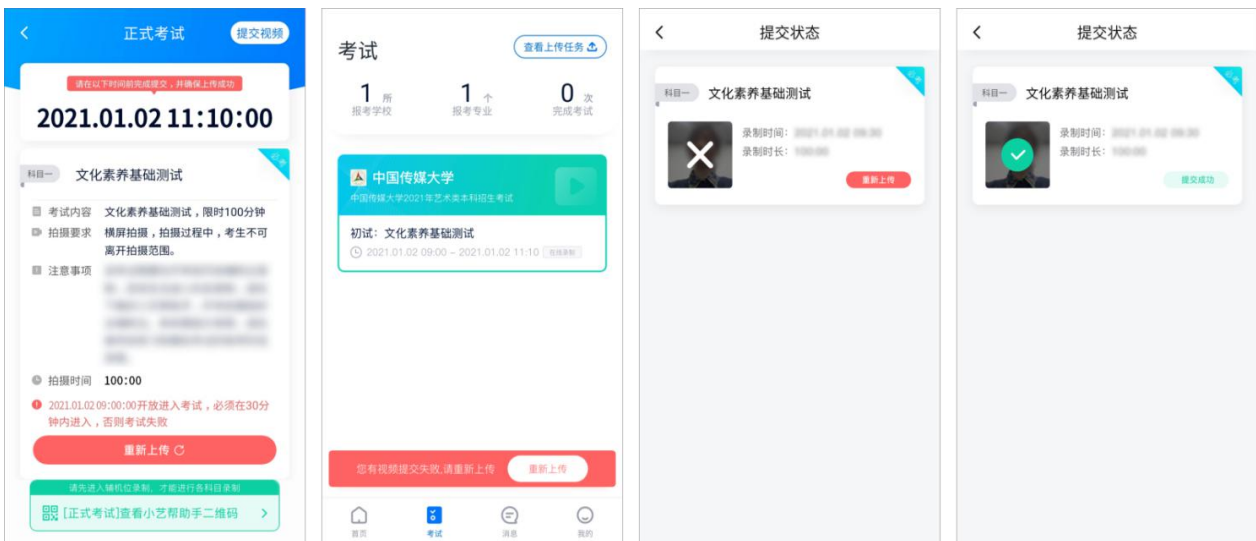 正式考试
提交视频
请在以下时间前完成提交，并确保上传成功
2021.01.02 11:10:00
必考
科目一
文化素养基础测试
考试内容 文化素养基础测试，限时100分钟
拍摄要求 横屏拍摄，拍摄过程中，考生不可
离开拍摄范围。
注意事项
拍摄时间 100:00
2021.01.02 09:00:00开放进入考试，必须在30分
钟内进入，否则考试失败
重新上传
请先进入辅机位录制，才能进行各科目录制
[正式考试]查看小艺帮助手二维码
考试
查看上传任务
1 所
报考学校
1 个
报考专业
0 次
完成考试
中国传媒大学
中国传媒大学2021年艺术类本科招生考试
初试：文化素养基础测试
2021.01.02 09:00 ~ 2021.01.02 11:10
在线录制
您有视频提交失败,请重新上传
重新上传
首页
考试
消息
我的
提交状态
必考
科目一
文化素养基础测试
录制时间：
录制时长：
重新上传
提交状态
必考
科目一
文化素养基础测试
录制时间：
录制时长：
提交成功